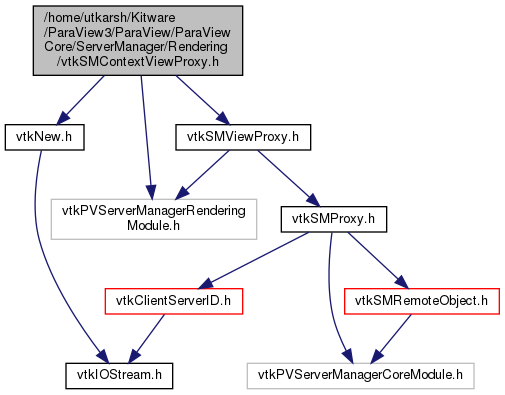 /home/utkarsh/Kitware
/ParaView3/ParaView/ParaView
Core/ServerManager/Rendering
/vtkSMContextViewProxy.h
vtkNew.h
vtkSMViewProxy.h
vtkPVServerManagerRendering
Module.h
vtkSMProxy.h
vtkClientServerID.h
vtkSMRemoteObject.h
vtkIOStream.h
vtkPVServerManagerCoreModule.h